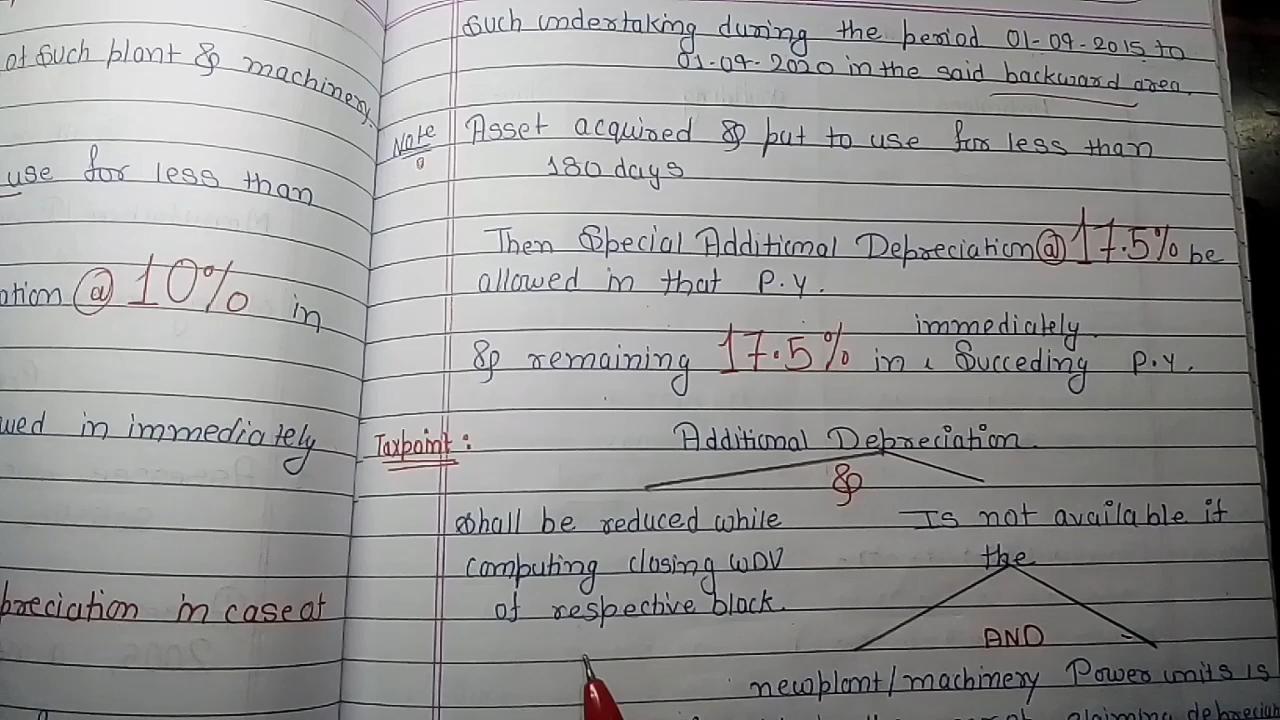 of such plant & machinery.
use for less than
ation @ 10% in
wed in immediately
preciation in case of
such undertaking during the period 01-04-2015 to
01-04-2020 in the said backward area.
Note Asset acquired & put to use for less than
180 days
Then Special Additional Depreciation @ 17.5% be
allowed in that P.Y.
immediately
& remaining 17.5% in Succeding P.Y.
Taxpoint: Additional Depreciation
&
shall be reduced while Is not available if
computing closing WDV the
of respective block.
AND
new plant/machinery Power units is
claiming depreciat